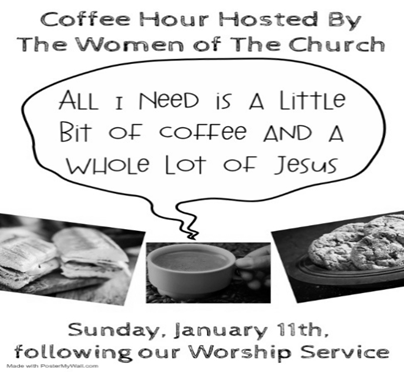 Coffee Hour Hosted By
The Women of The Church
ALL I NEED IS A LITTLE
BIT OF COFFEE AND A
WHOLE LOT OF JESUS
Sunday, January 11th,
following our Worship Service
Made with PosterMyWall.com